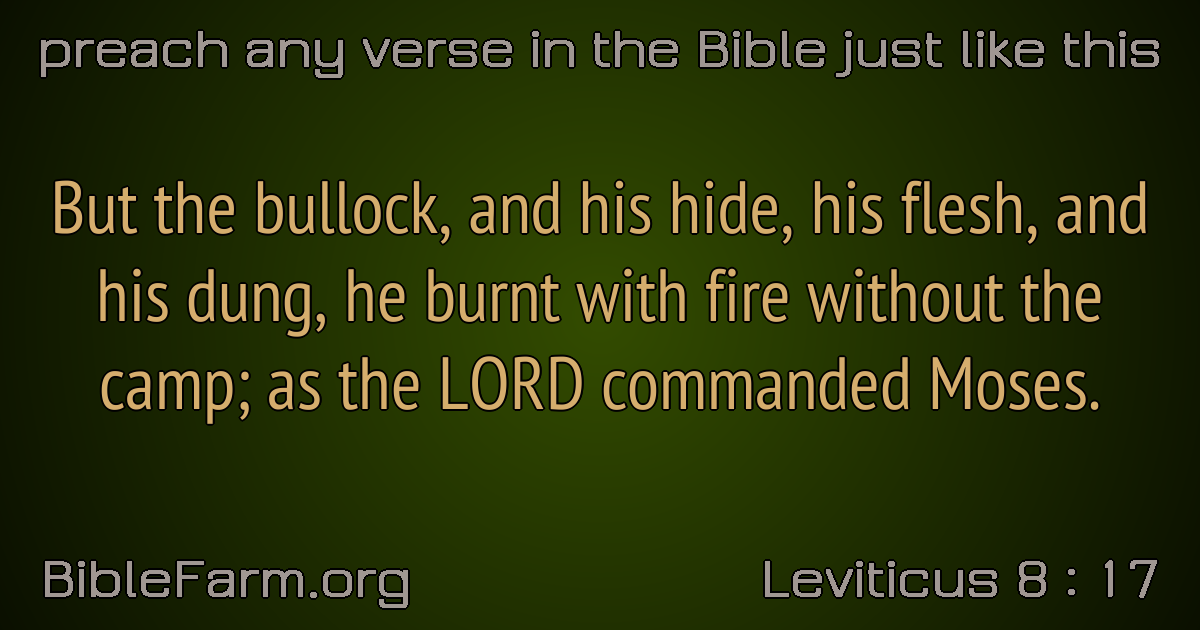 preach any verse in the Bible just like this
But the bullock, and his hide, his flesh, and
his dung, he burnt with fire without the
camp; as the LORD commanded Moses.
BibleFarm.org
Leviticus 8 : 17